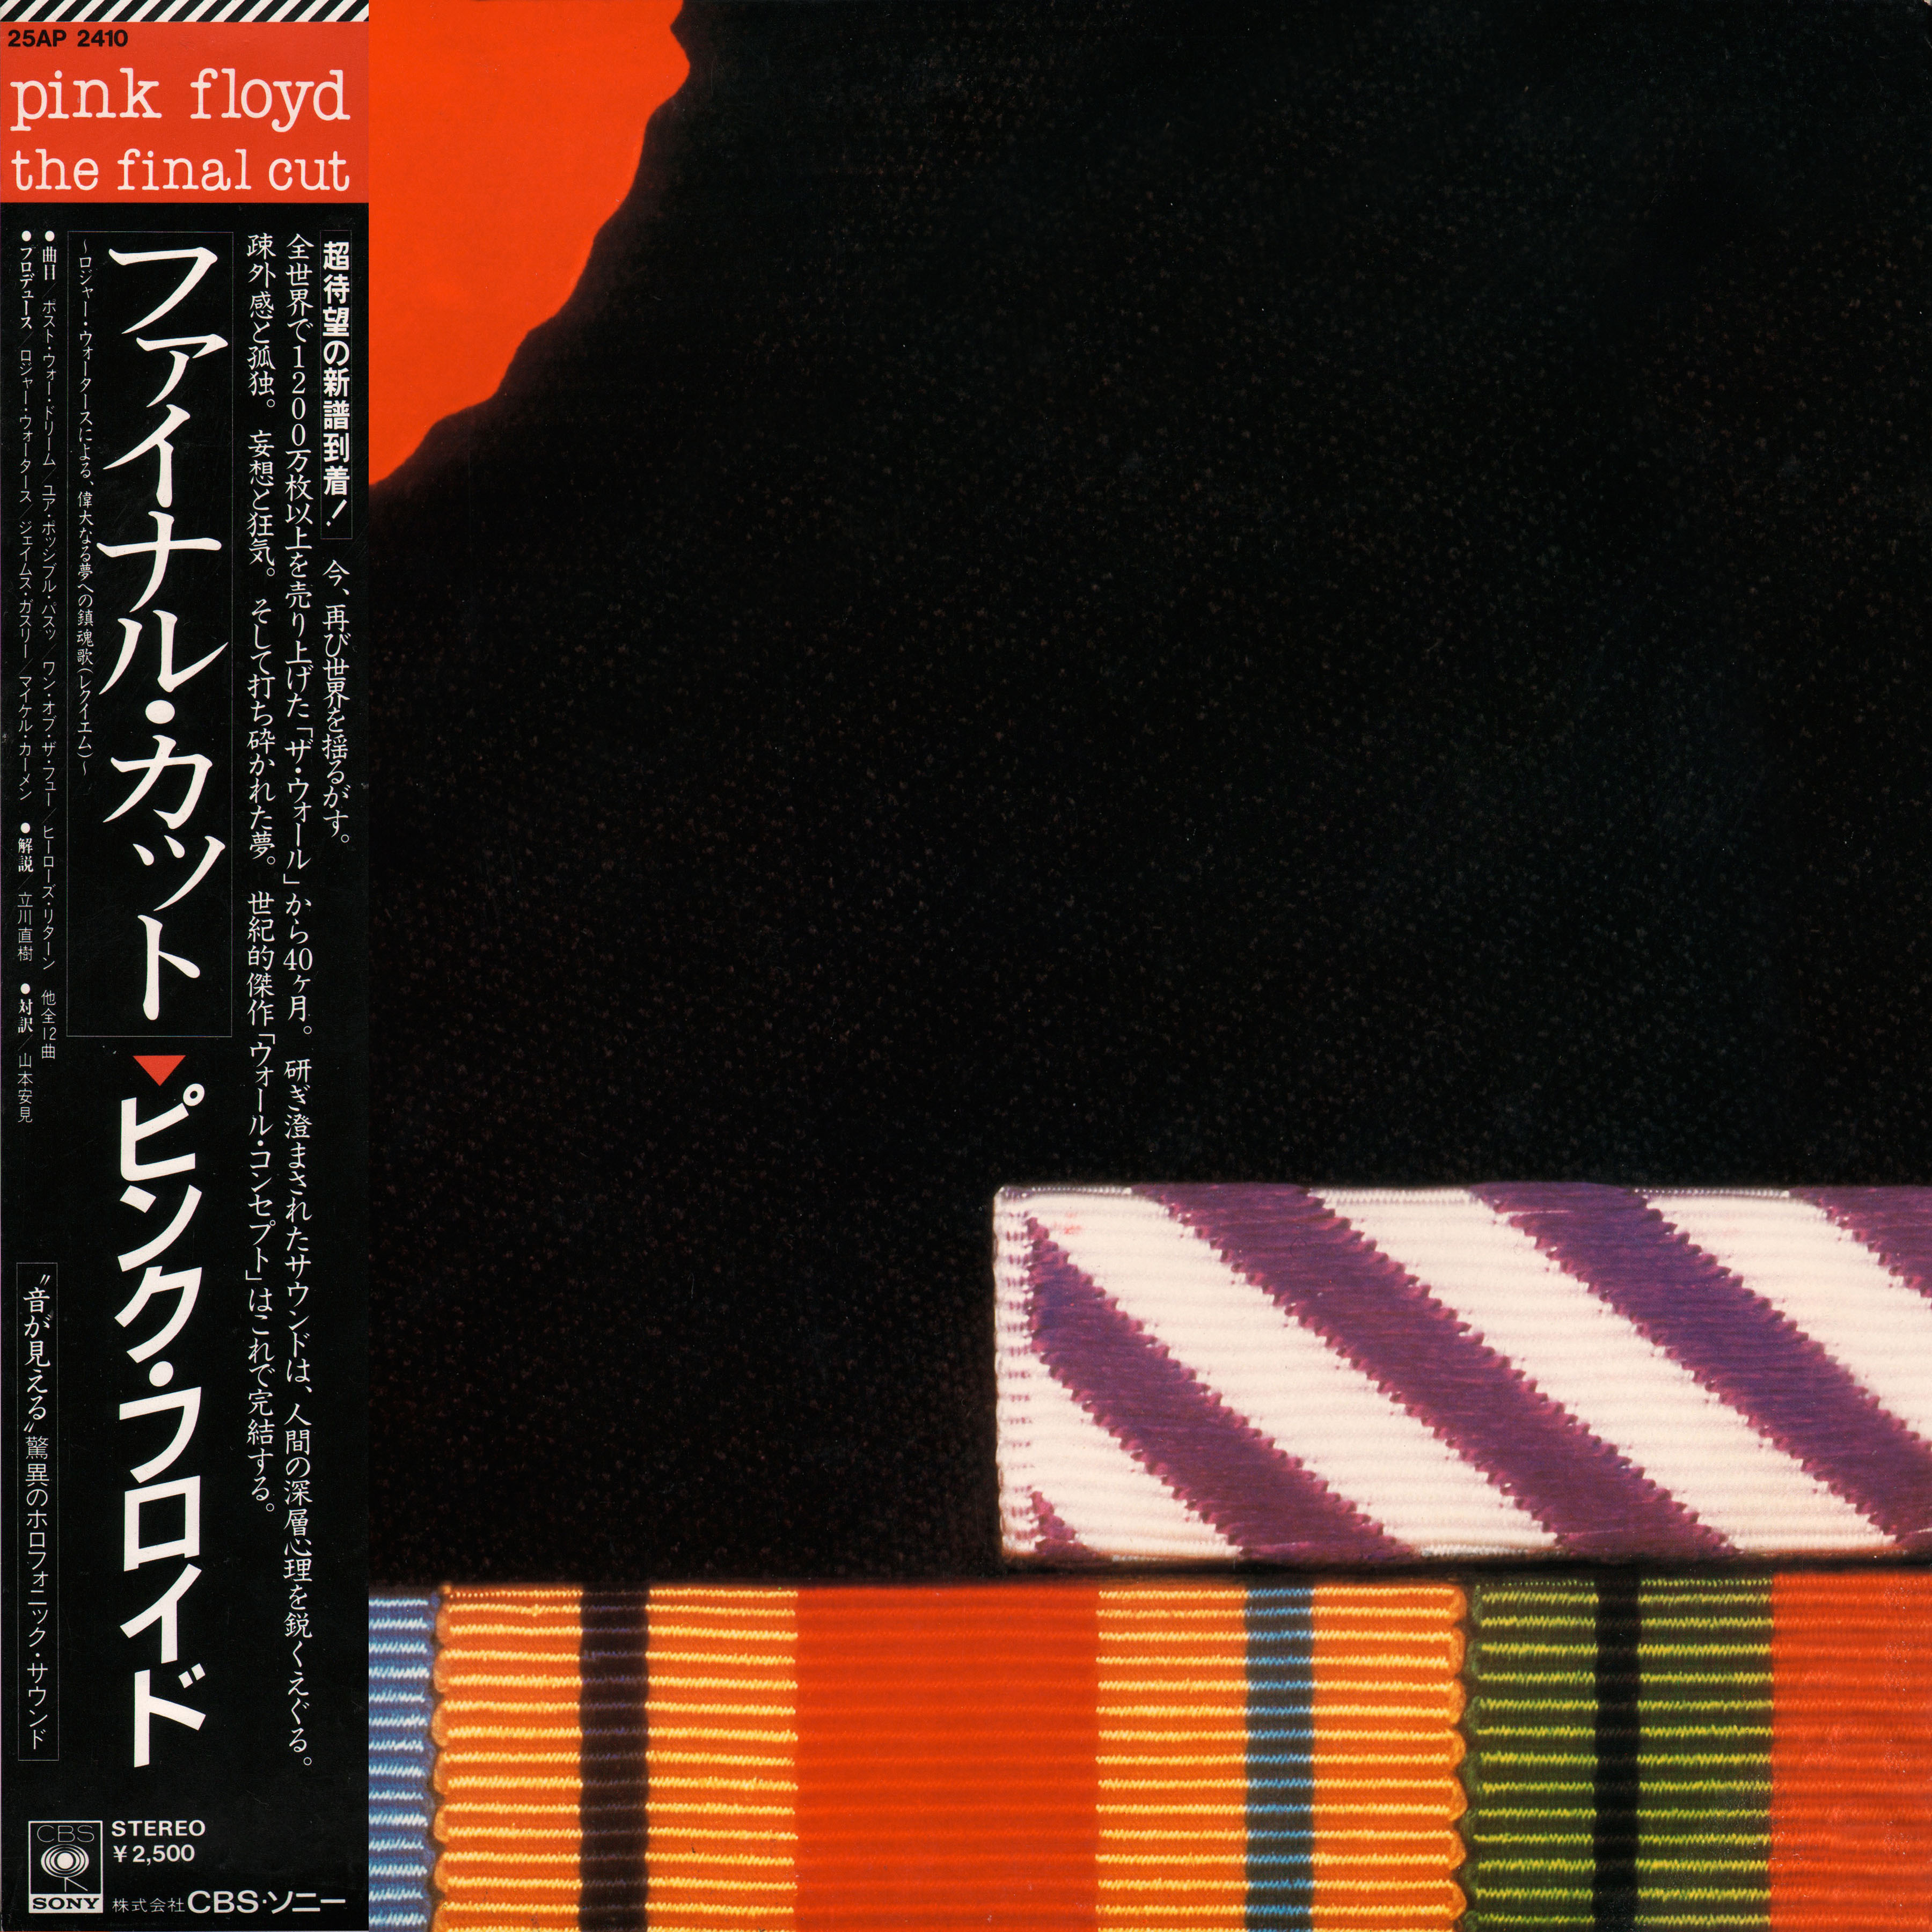 25AP 2410
pink floyd
the final cut
超待望の新譜到着！ 今、再び世界を揺るがす。
全世界で1200万枚以上を売り上げた「ザ・ウォール」から40ヶ月。研ぎ澄まされたサウンドは、人間の深層心理を鋭くえぐる。
疎外感と孤独。妄想と狂気。そして打ち砕かれた夢。世紀的傑作「ウォール・コンセプト」はこれで完結する。
ファイナル・カット
▼ピンク・フロイド
〜ロジャー・ウォータースによる、偉大なる夢への鎮魂歌（レクイエム）〜
●曲目／ポスト・ウォー・ドリーム／ユア・ポッシブル・パスツ／ワン・オブ・ザ・フュー／ヒーローズ・リターン 他全12曲
●プロデュース／ロジャー・ウォータース／ジェイムス・ガスリー／マイケル・カーメン ●解説／立川直樹 ●対訳／山本安見
〝音が見える〟驚異のホロフォニック・サウンド
CBS
SONY
STEREO
¥2,500
株式会社CBS・ソニー